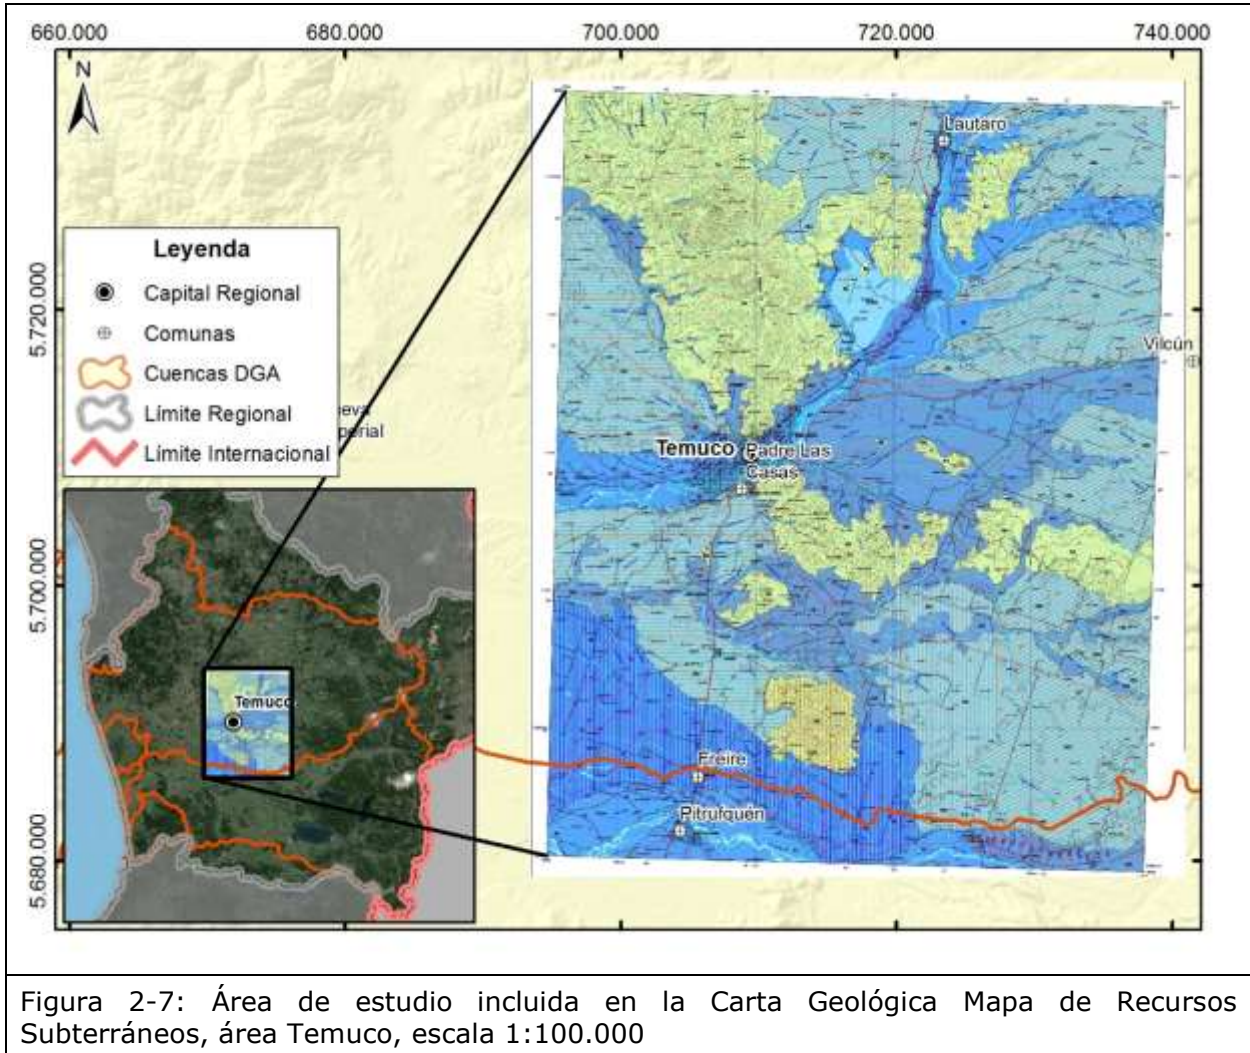 660.000
680.000
700.000
720.000
740.000
N
Lautaro
Leyenda
Capital Regional
Comunas
Cuencas DGA
Límite Regional
Límite Internacional
5.720.000
5.700.000
5.680.000
Vilcún
Temuco
Padre Las
Casas
Temuco
Freire
Pitrufquén
Figura 2-7: Área de estudio incluida en la Carta Geológica Mapa de Recursos
Subterráneos, área Temuco, escala 1:100.000